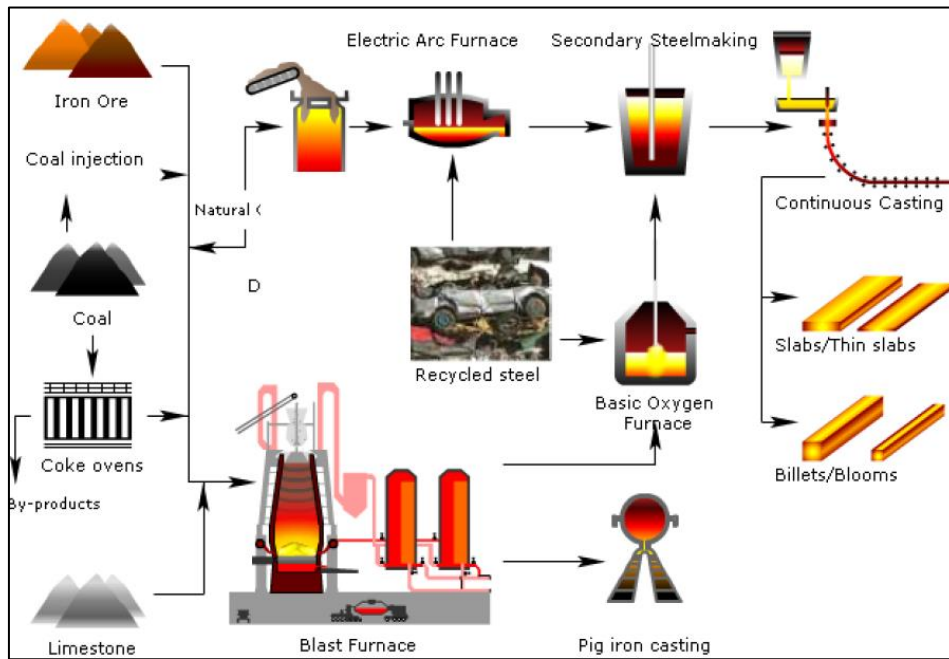 Electric Arc Furnace
Secondary Steelmaking
Iron Ore
Coal injection
Natural
Continuous Casting
D
Coal
Slabs/Thin slabs
Recycled steel
Basic Oxygen
Furnace
Coke ovens
Billets/Blooms
By-products
Limestone
Blast Furnace
Pig iron casting